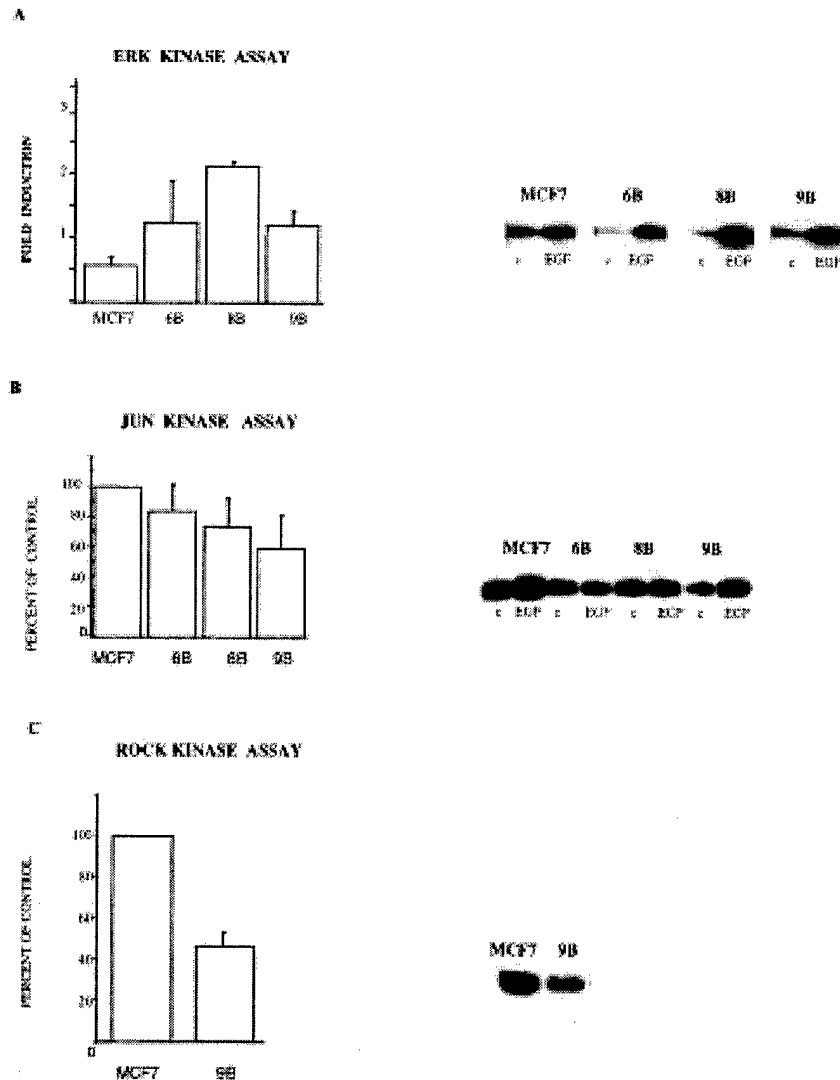 A
ERK KINASE ASSAY
FOLD INDUCTION
3
2
1
MCF7 6B 8B 9B
MCF7 6B 8B 9B
c EGF c EGF c EGF c EGF
B
JUN KINASE ASSAY
PERCENT OF CONTROL
100
80
60
40
20
0
MCF7 6B 8B 9B
MCF7 6B 8B 9B
c EGF c EGF c EGF c EGF
C
ROCK KINASE ASSAY
PERCENT OF CONTROL
100
80
60
40
20
0
MCF7 9B
MCF7 9B